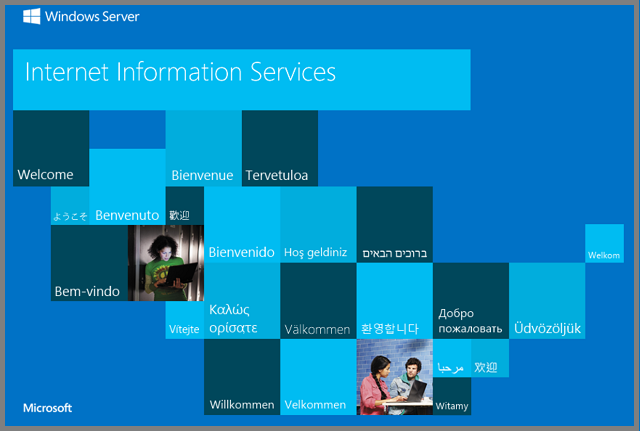 Windows Server
Internet Information Services
Welcome
Bienvenue
Tervetuloa
ようこそ
Benvenuto
歡迎
Bienvenido
Hoş geldiniz
ברוכים הבאים
Welkom
Bem-vindo
Vítejte
Καλώς
ορίσατε
Välkommen
환영합니다
Добро
пожаловать
Üdvözöljük
مرحبا
欢迎
Willkommen
Velkommen
Witamy
Microsoft